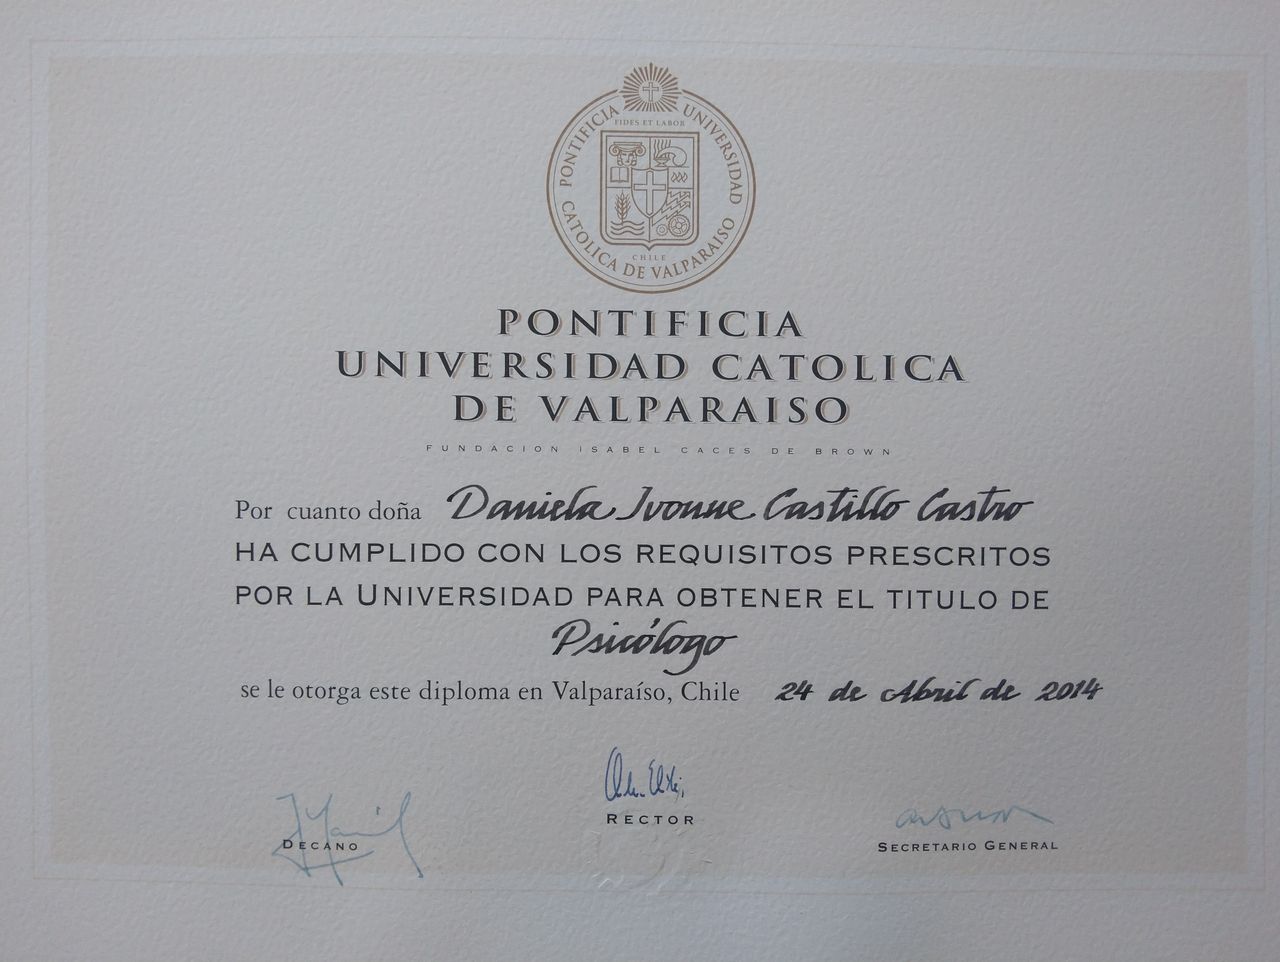 PONTIFICIA UNIVERSIDAD
CATOLICA DE VALPARAISO
FIDES ET LABOR
CHILE
PONTIFICIA
UNIVERSIDAD CATOLICA
DE VALPARAISO
FUNDACION ISABEL CACES DE BROWN
Por cuanto doña Daniela Ivonne Castillo Castro
HA CUMPLIDO CON LOS REQUISITOS PRESCRITOS
POR LA UNIVERSIDAD PARA OBTENER EL TITULO DE
Psicólogo
se le otorga este diploma en Valparaíso, Chile 24 de Abril de 2014
RECTOR
DECANO
SECRETARIO GENERAL